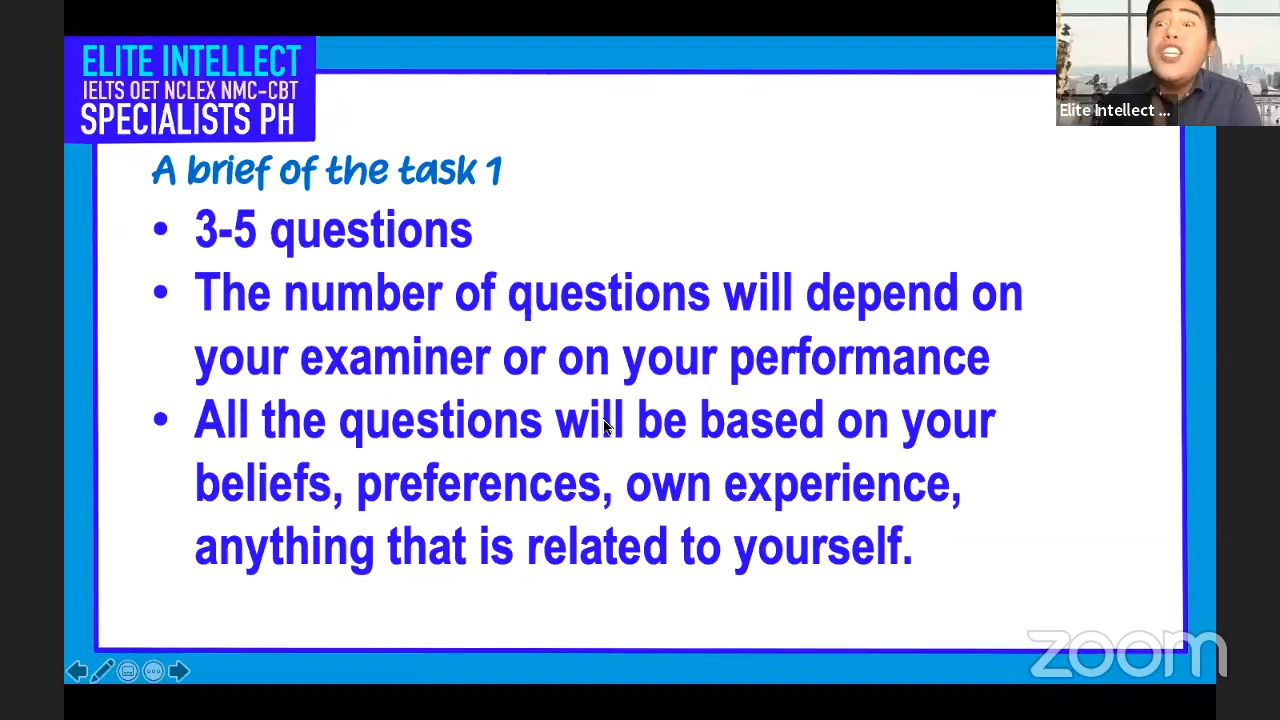 ELITE INTELLECT
IELTS OET NCLEX NMC-CBT
SPECIALISTS PH
Elite Intellect ...
A brief of the task 1
• 3-5 questions
• The number of questions will depend on
your examiner or on your performance
• All the questions will be based on your
beliefs, preferences, own experience,
anything that is related to yourself.
zoom